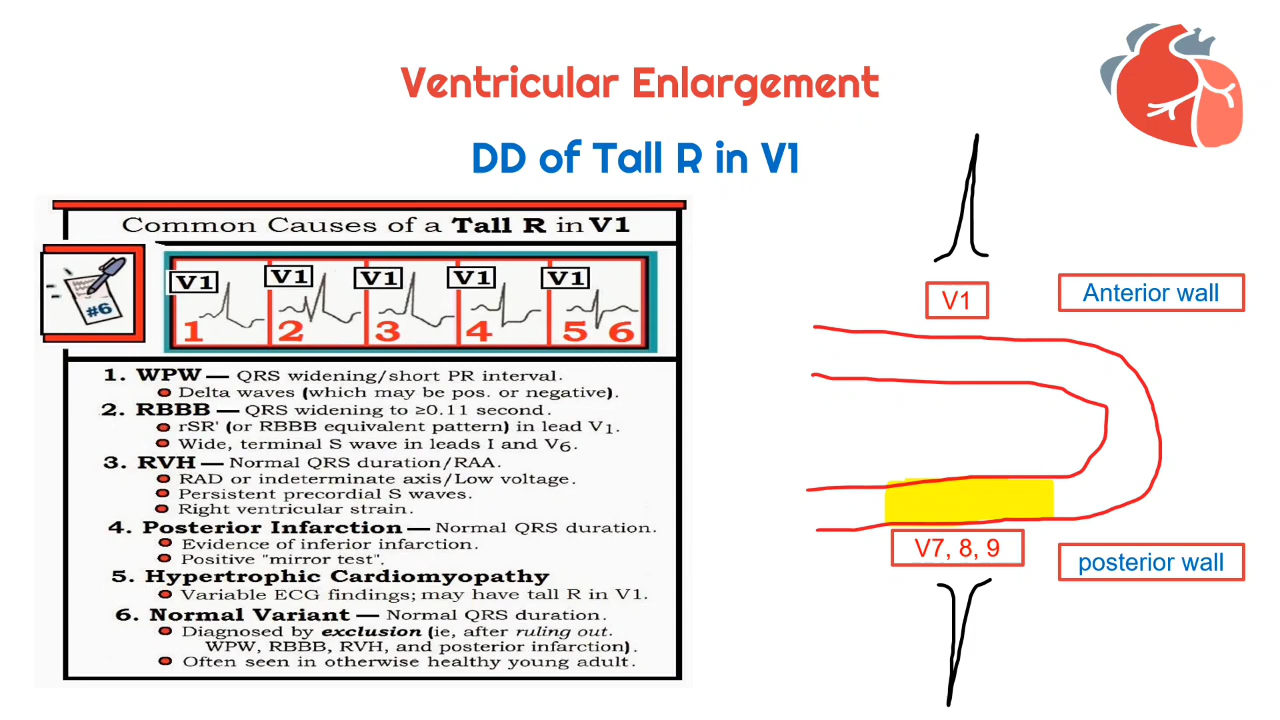 Ventricular Enlargement
DD of Tall R in V1
Common Causes of a Tall R in V1
#6
V1 V1 V1 V1 V1
1 2 3 4 5 6
1. WPW — QRS widening/short PR interval.
Delta waves (which may be pos. or negative).
2. RBBB — QRS widening to ≥0.11 second.
rSR' (or RBBB equivalent pattern) in lead V1.
Wide, terminal S wave in leads I and V6.
3. RVH — Normal QRS duration/RAA.
RAD or indeterminate axis/Low voltage.
Persistent precordial S waves.
Right ventricular strain.
4. Posterior Infarction — Normal QRS duration.
Evidence of inferior infarction.
Positive "mirror test".
5. Hypertrophic Cardiomyopathy
Variable ECG findings; may have tall R in V1.
6. Normal Variant — Normal QRS duration.
Diagnosed by exclusion (ie, after ruling out.
WPW, RBBB, RVH, and posterior infarction).
Often seen in otherwise healthy young adult.
V1
Anterior wall
V7, 8, 9
posterior wall